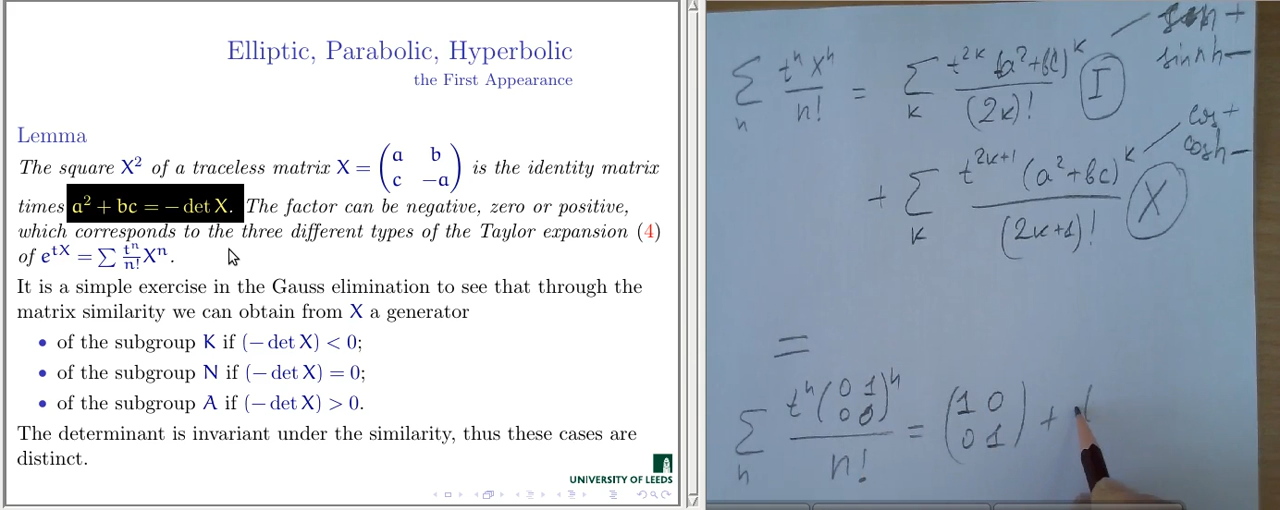 Elliptic, Parabolic, Hyperbolic
the First Appearance
Lemma
The square X² of a traceless matrix X = ( a b ; c −a ) is the identity matrix
times a² + bc = − det X. The factor can be negative, zero or positive,
which corresponds to the three different types of the Taylor expansion (4)
of e^{tX} = ∑ t^n/n! X^n.
It is a simple exercise in the Gauss elimination to see that through the
matrix similarity we can obtain from X a generator
• of the subgroup K if (− det X) < 0;
• of the subgroup N if (− det X) = 0;
• of the subgroup A if (− det X) > 0.
The determinant is invariant under the similarity, thus these cases are
distinct.
UNIVERSITY OF LEEDS
∑_n t^n X^n / n! = ∑_k t^{2k} (a²+bc)^k / (2k)! I
sinh −
+ ∑_k t^{2k+1} (a²+bc)^k / (2k+1)! X
cos +
cosh −
=
∑_n t^n ( 0 1 ; 0 0 )^n / n! = ( 1 0 ; 0 1 ) + (